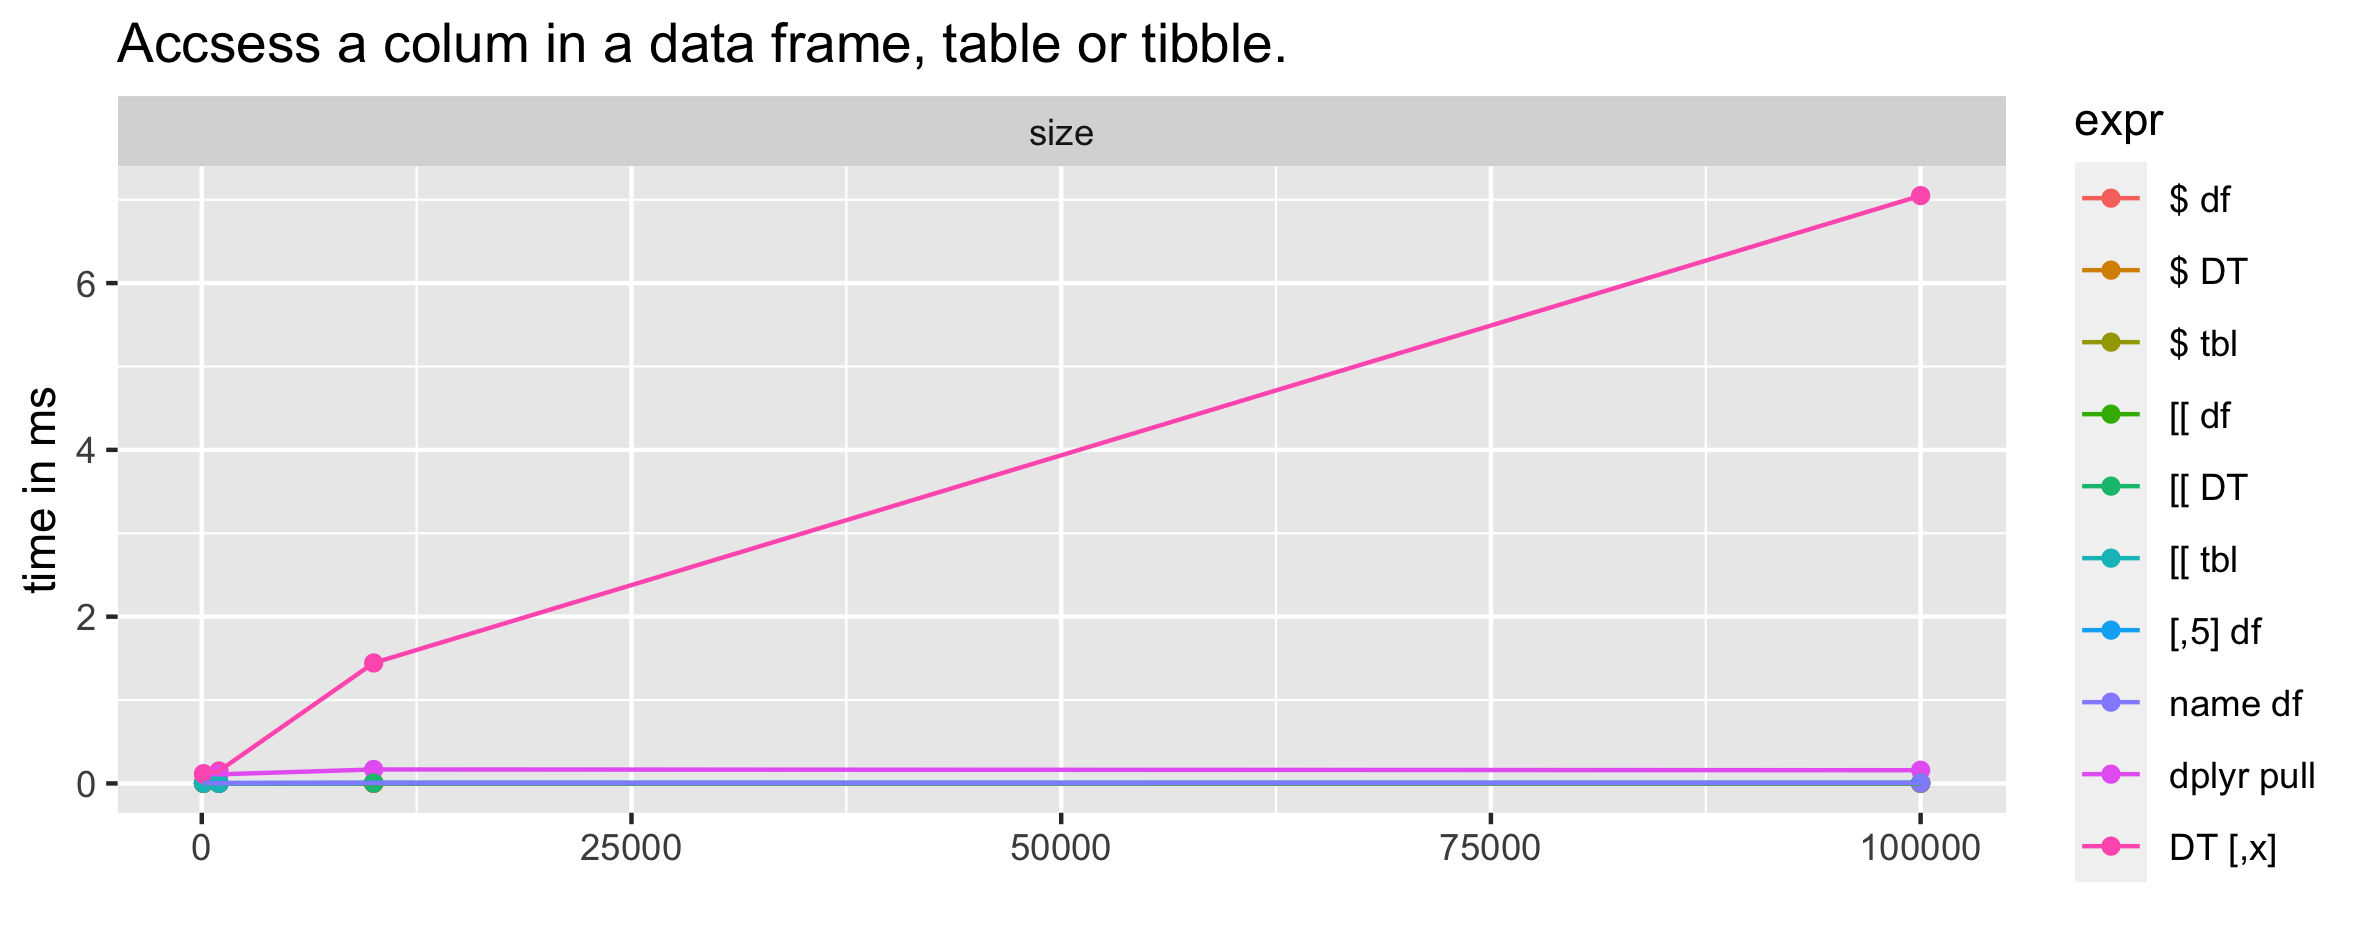 Accsess a colum in a data frame, table or tibble.
size
time in ms
6
4
2
0
0
25000
50000
75000
100000
expr
$ df
$ DT
$ tbl
[[ df
[[ DT
[[ tbl
[,5] df
name df
dplyr pull
DT [,x]